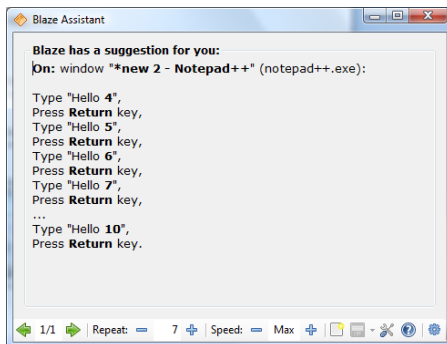 Blaze Assistant
Blaze has a suggestion for you:
On: window "*new 2 - Notepad++" (notepad++.exe):
Type "Hello 4",
Press Return key,
Type "Hello 5",
Press Return key,
Type "Hello 6",
Press Return key,
Type "Hello 7",
Press Return key,
...
Type "Hello 10",
Press Return key.
1/1 Repeat: 7 Speed: Max